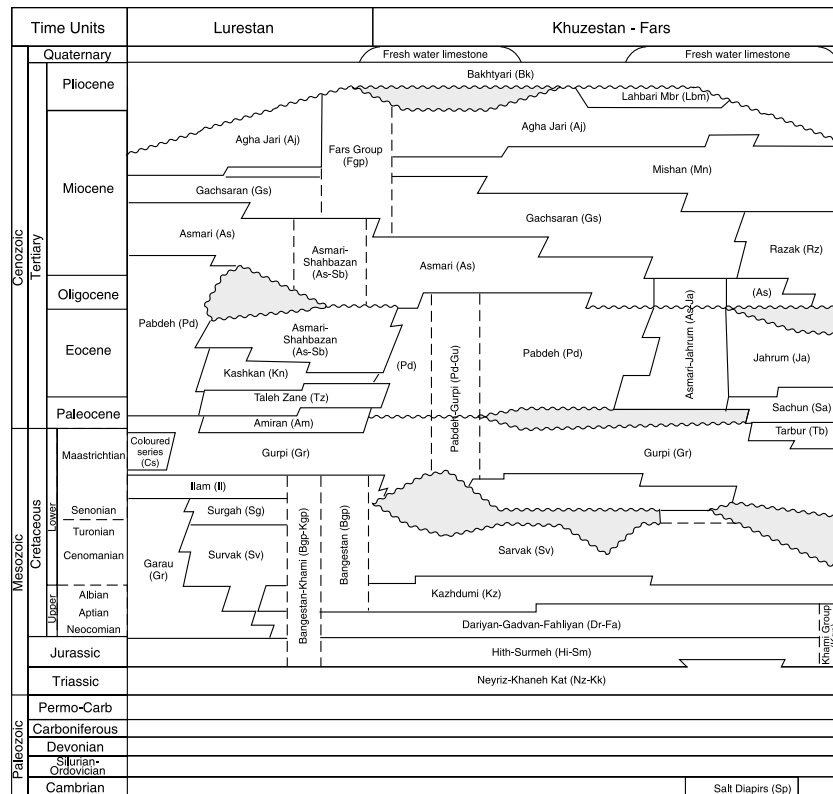 Time Units
Lurestan
Khuzestan - Fars
Quaternary
Fresh water limestone
Fresh water limestone
Cenozoic
Tertiary
Pliocene
Bakhtyari (Bk)
Lahbari Mbr (Lbm)
Miocene
Agha Jari (Aj)
Fars Group
(Fgp)
Agha Jari (Aj)
Mishan (Mn)
Gachsaran (Gs)
Gachsaran (Gs)
Asmari (As)
Asmari-
Shahbazan
(As-Sb)
Asmari (As)
Razak (Rz)
Oligocene
(As)
Pabdeh (Pd)
Eocene
Asmari-
Shahbazan
(As-Sb)
(Pd)
Pabdeh-Gurpi (Pd-Gu)
Pabdeh (Pd)
Asmari-Jahrum (As-Ja)
Jahrum (Ja)
Kashkan (Kn)
Taleh Zane (Tz)
Paleocene
Sachun (Sa)
Amiran (Am)
Tarbur (Tb)
Mesozoic
Cretaceous
Lower
Maastrichtian
Coloured
series
(Cs)
Gurpi (Gr)
Gurpi (Gr)
Ilam (Il)
Senonian
Surgah (Sg)
Turonian
Cenomanian
Garau
(Gr)
Survak (Sv)
Bangestan-Khami (Bgp-Kgp)
Bangestan (Bgp)
Sarvak (Sv)
Upper
Albian
Kazhdumi (Kz)
Aptian
Neocomian
Dariyan-Gadvan-Fahliyan (Dr-Fa)
Khami Group
Jurassic
Hith-Surmeh (Hi-Sm)
Triassic
Neyriz-Khaneh Kat (Nz-Kk)
Paleozoic
Permo-Carb
Carboniferous
Devonian
Silurian-
Ordovician
Cambrian
Salt Diapirs (Sp)